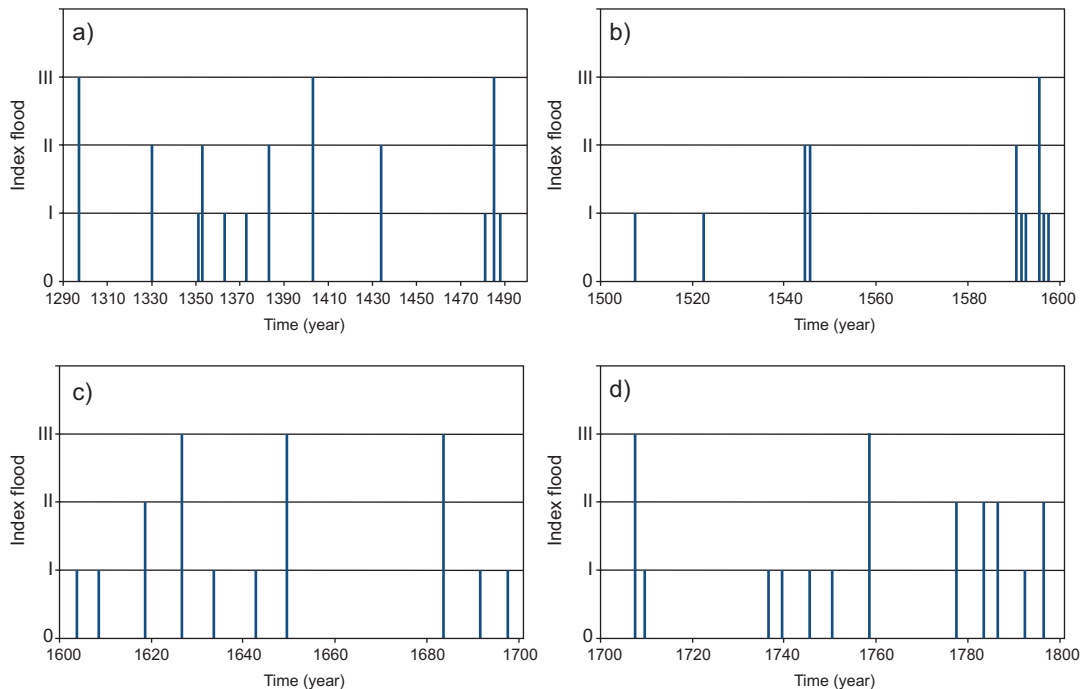 a)
Index flood
III
II
I
0
1290 1310 1330 1350 1370 1390 1410 1430 1450 1470 1490
Time (year)
b)
Index flood
III
II
I
0
1500 1520 1540 1560 1580 1600
Time (year)
c)
Index flood
III
II
I
0
1600 1620 1640 1660 1680 1700
Time (year)
d)
Index flood
III
II
I
0
1700 1720 1740 1760 1780 1800
Time (year)